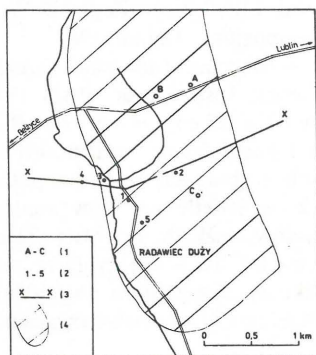 Lublin
A
B
X
Bełżyce
X
4
3
2
1
C
5
RADAWIEC DUŻY
A – C (1
1 – 5 (2
X X (3
(4
0 0,5 1 km